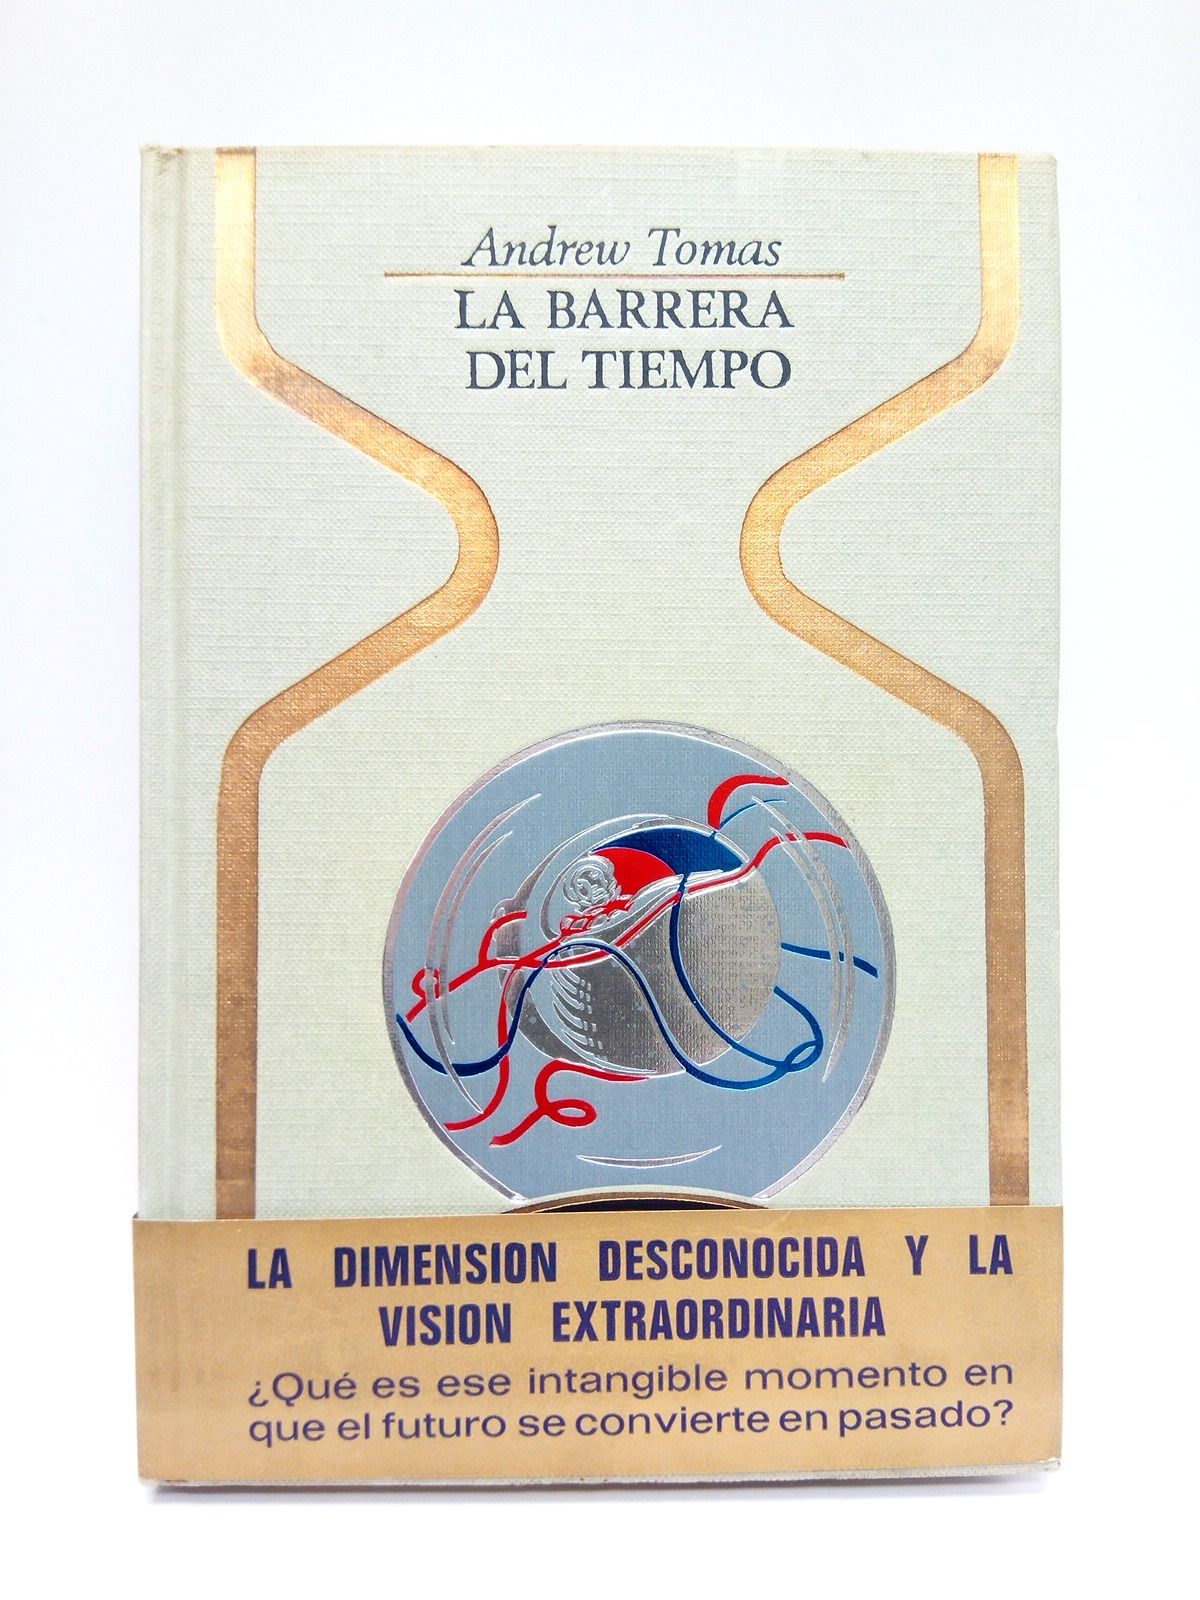 Andrew Tomas
LA BARRERA
DEL TIEMPO
LA DIMENSION DESCONOCIDA Y LA
VISION EXTRAORDINARIA
¿Qué es ese intangible momento en
que el futuro se convierte en pasado?